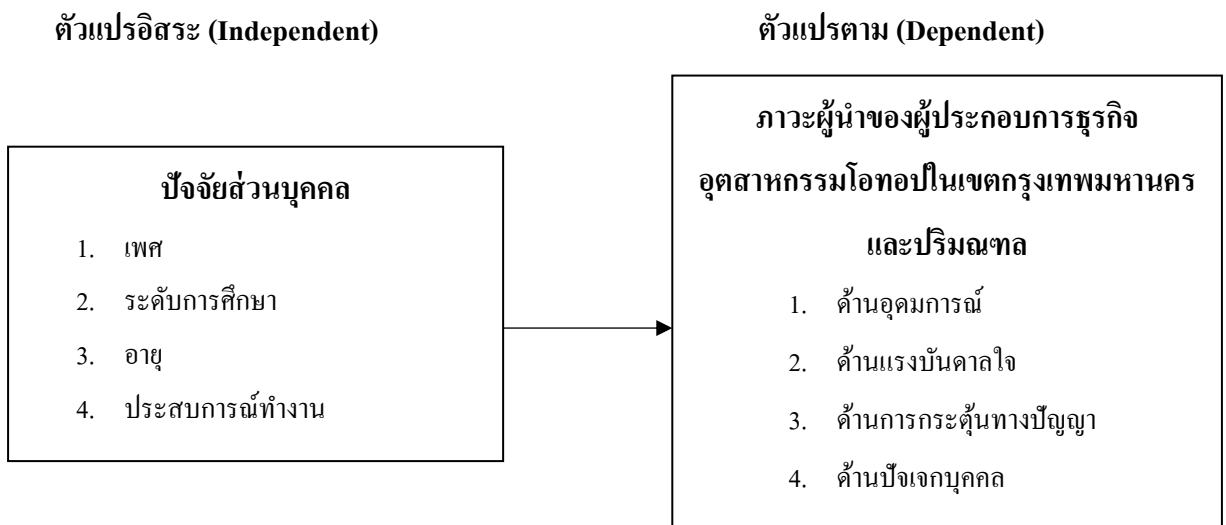 ตัวแปรอิสระ (Independent)
ตัวแปรตาม (Dependent)
ปัจจัยส่วนบุคคล
1. เพศ
2. ระดับการศึกษา
3. อายุ
4. ประสบการณ์ทำงาน
ภาวะผู้นำของผู้ประกอบการธุรกิจ
อุตสาหกรรมโอทอปในเขตกรุงเทพมหานคร
และปริมณฑล
1. ด้านอุดมการณ์
2. ด้านแรงบันดาลใจ
3. ด้านการกระตุ้นทางปัญญา
4. ด้านปัจเจกบุคคล